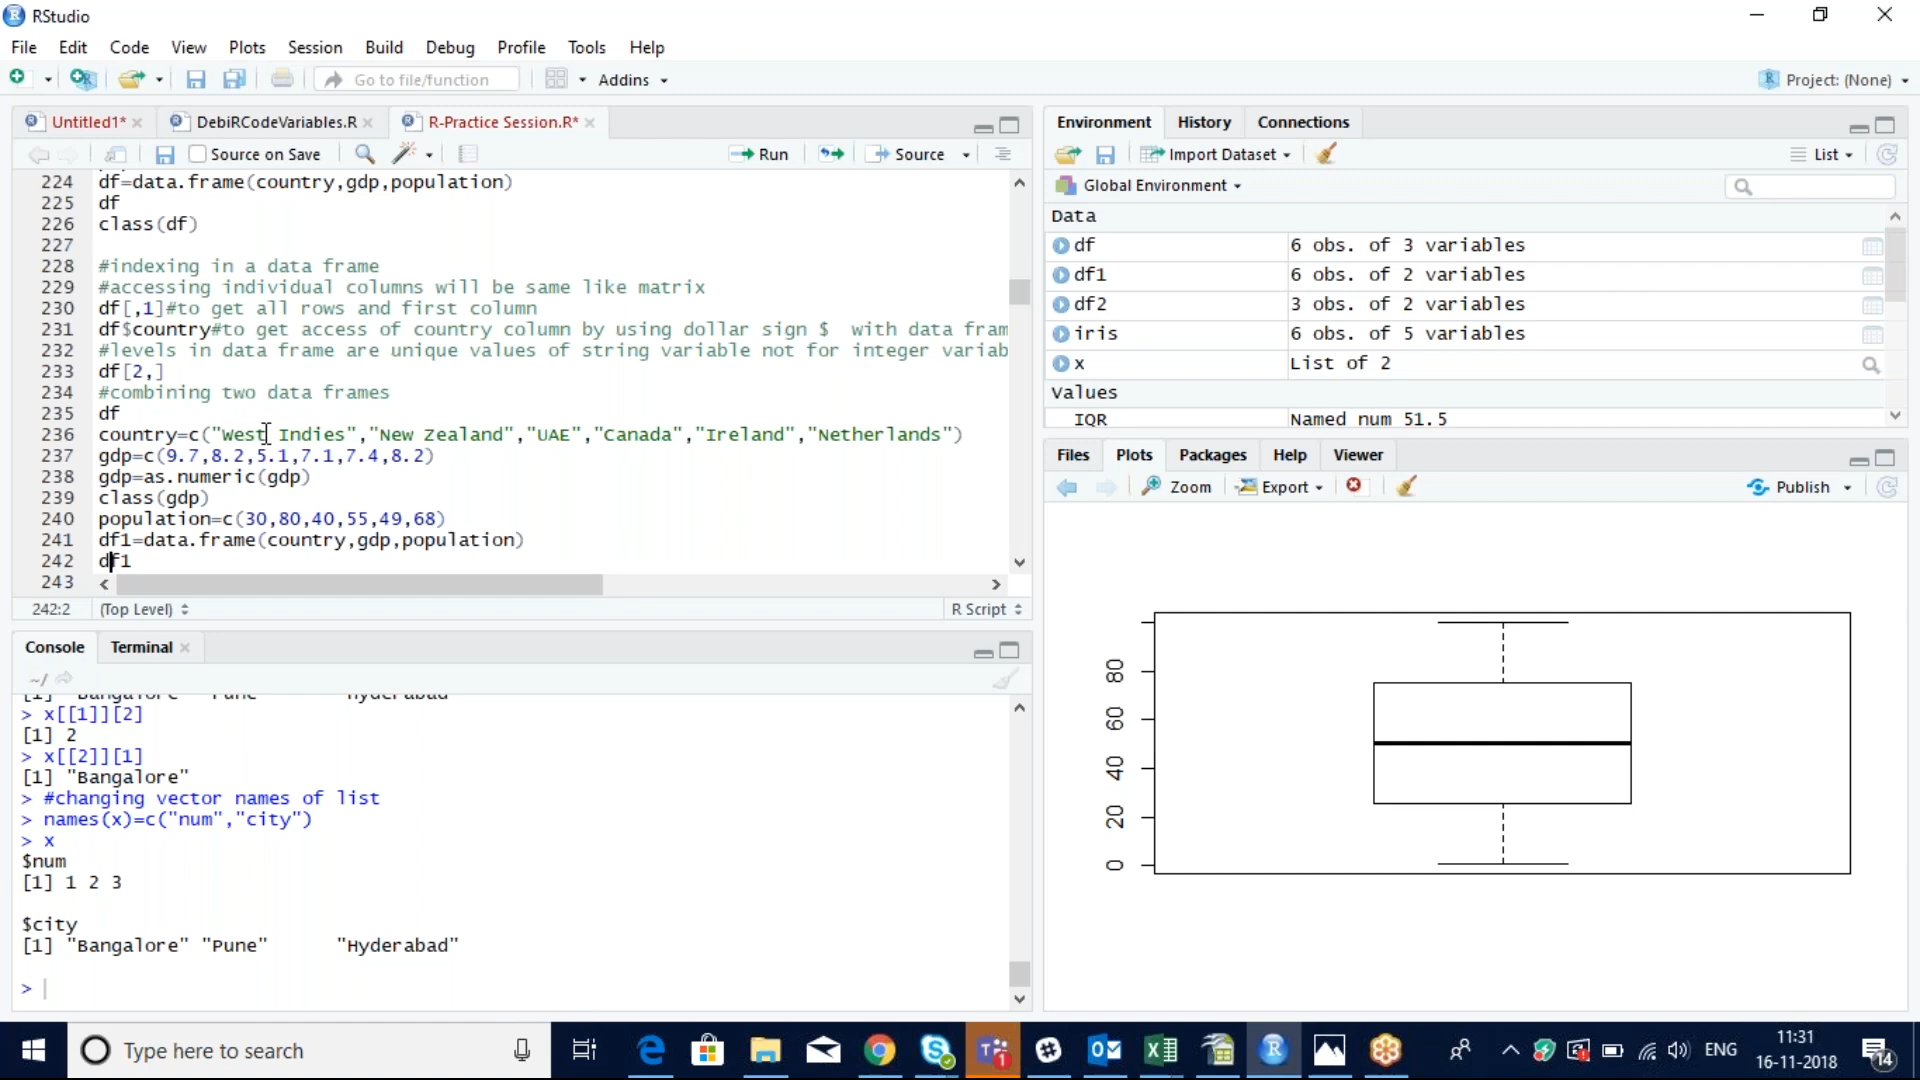 RStudio
File Edit Code View Plots Session Build Debug Profile Tools Help
Go to file/function Addins Project: (None)
Untitled1* DebiRCodeVariables.R R-Practice Session.R*
Source on Save Run Source
224 df=data.frame(country,gdp,population)
225 df
226 class(df)
227
228 #indexing in a data frame
229 #accessing individual columns will be same like matrix
230 df[,1]#to get all rows and first column
231 df$country#to get access of country column by using dollar sign $  with data fram
232 #levels in data frame are unique values of string variable not for integer variab
233 df[2,]
234 #combining two data frames
235 df
236 country=c("West Indies","New Zealand","UAE","Canada","Ireland","Netherlands")
237 gdp=c(9.7,8.2,5.1,7.1,7.4,8.2)
238 gdp=as.numeric(gdp)
239 class(gdp)
240 population=c(30,80,40,55,49,68)
241 df1=data.frame(country,gdp,population)
242 df1
243
242:2 (Top Level) R Script
Console Terminal
~/
[1] "Bangalore" "Pune" "Hyderabad"
> x[[1]][2]
[1] 2
> x[[2]][1]
[1] "Bangalore"
> #changing vector names of list
> names(x)=c("num","city")
> x
$num
[1] 1 2 3
$city
[1] "Bangalore" "Pune"      "Hyderabad"
>
Environment History Connections
Import Dataset List
Global Environment
Data
df 6 obs. of 3 variables
df1 6 obs. of 2 variables
df2 3 obs. of 2 variables
iris 6 obs. of 5 variables
x List of 2
Values
IQR Named num 51.5
Files Plots Packages Help Viewer
Zoom Export Publish
80
60
40
20
0
Type here to search
ENG
11:31
16-11-2018
14